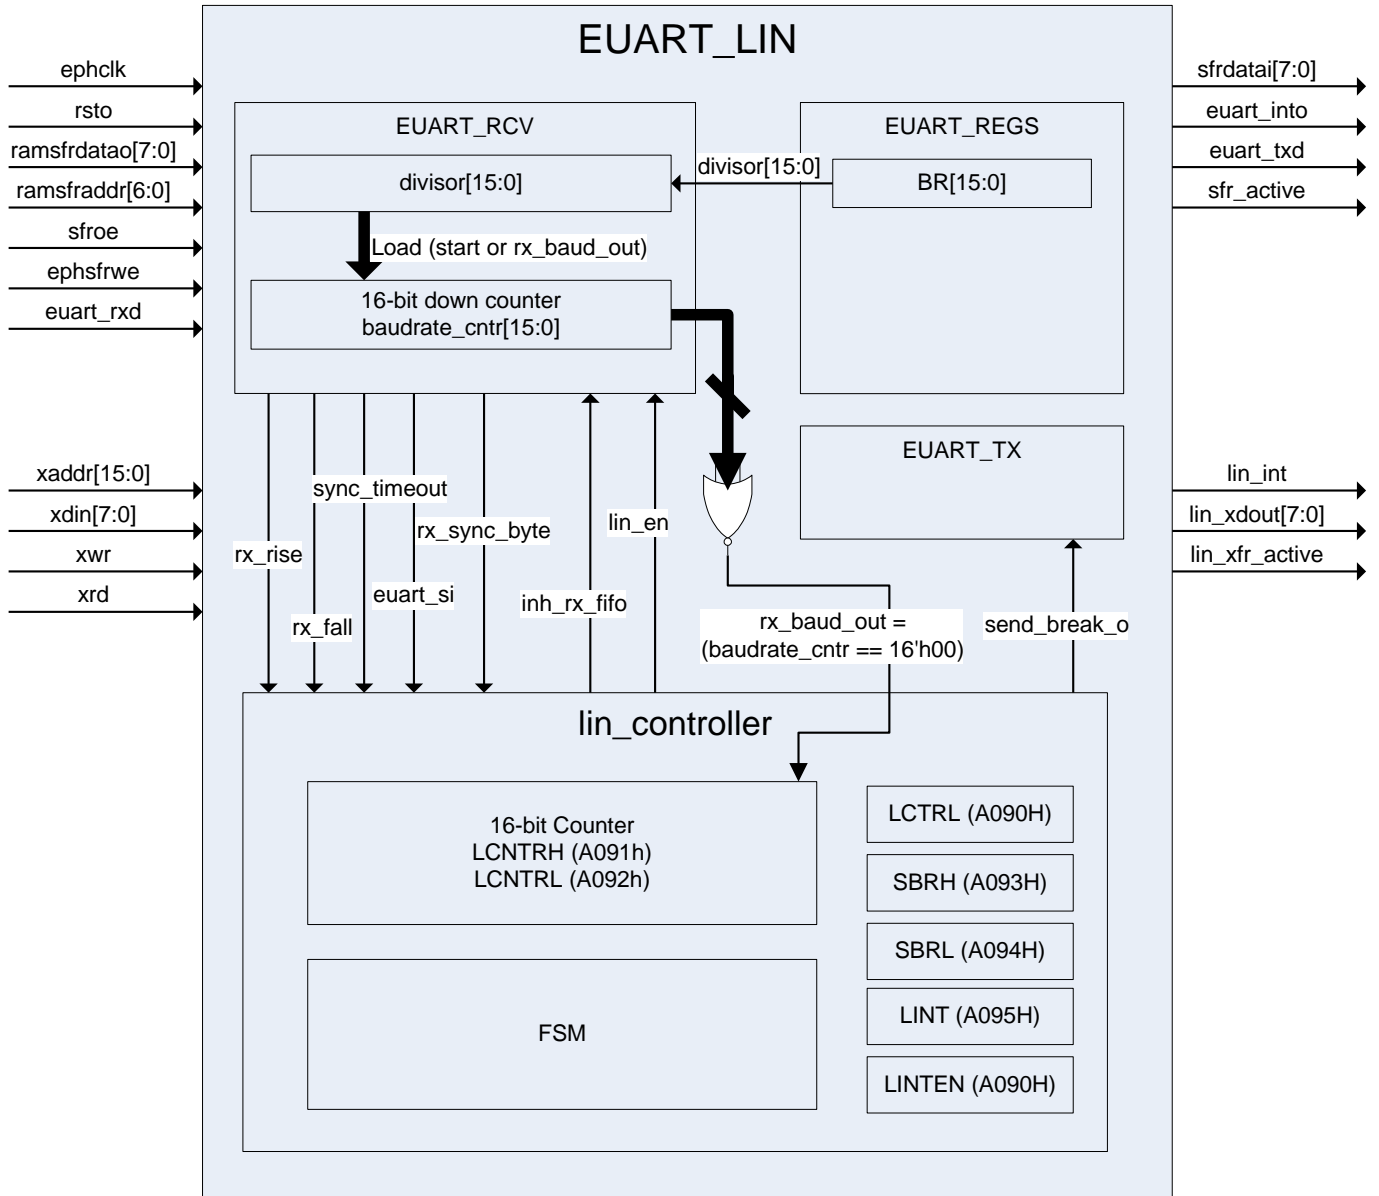 EUART_LIN
ephclk
rsto
ramsfrdatao[7:0]
ramsfraddr[6:0]
sfroe
ephsfrwe
euart_rxd
xaddr[15:0]
xdin[7:0]
xwr
xrd
EUART_RCV
divisor[15:0]
Load (start or rx_baud_out)
16-bit down counter
baudrate_cntr[15:0]
divisor[15:0]
EUART_REGS
BR[15:0]
EUART_TX
sfrdatai[7:0]
euart_into
euart_txd
sfr_active
lin_int
lin_xdout[7:0]
lin_xfr_active
rx_rise
rx_fall
sync_timeout
euart_si
rx_sync_byte
inh_rx_fifo
lin_en
rx_baud_out =
(baudrate_cntr == 16'h00)
send_break_o
lin_controller
16-bit Counter
LCNTRH (A091h)
LCNTRL (A092h)
FSM
LCTRL (A090H)
SBRH (A093H)
SBRL (A094H)
LINT (A095H)
LINTEN (A090H)